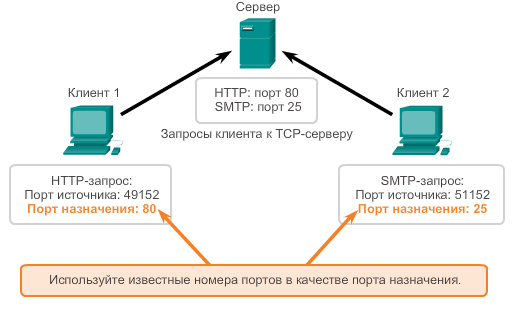 Сервер
Клиент 1
Клиент 2
HTTP: порт 80
SMTP: порт 25
Запросы клиента к TCP-серверу
HTTP-запрос:
Порт источника: 49152
Порт назначения: 80
SMTP-запрос:
Порт источника: 51152
Порт назначения: 25
Используйте известные номера портов в качестве порта назначения.